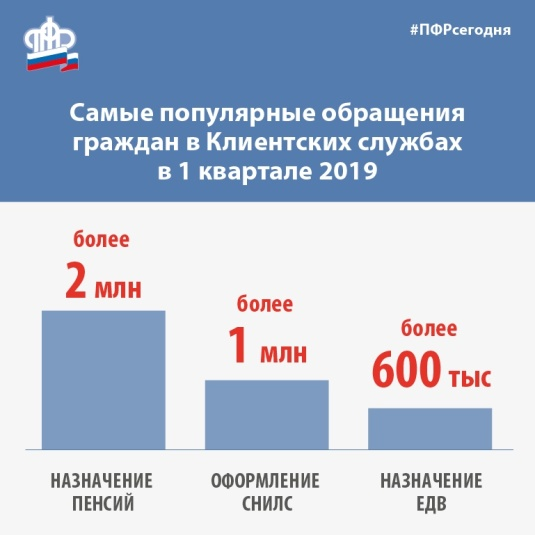 ПФР
#ПФРсегодня
Самые популярные обращения
граждан в Клиентских службах
в 1 квартале 2019
более
2 млн
более
1 млн
более
600 тыс
НАЗНАЧЕНИЕ
ПЕНСИЙ
ОФОРМЛЕНИЕ
СНИЛС
НАЗНАЧЕНИЕ
ЕДВ